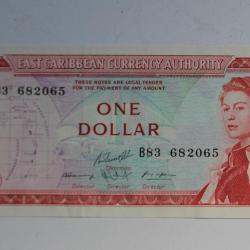 EAST CARIBBEAN CURRENCY AUTHORITY
THESE NOTES ARE LEGAL TENDER
FOR THE PAYMENT OF ANY AMOUNT
B83 682065
ONE
DOLLAR
B83 682065
Chairman
Director Director Director